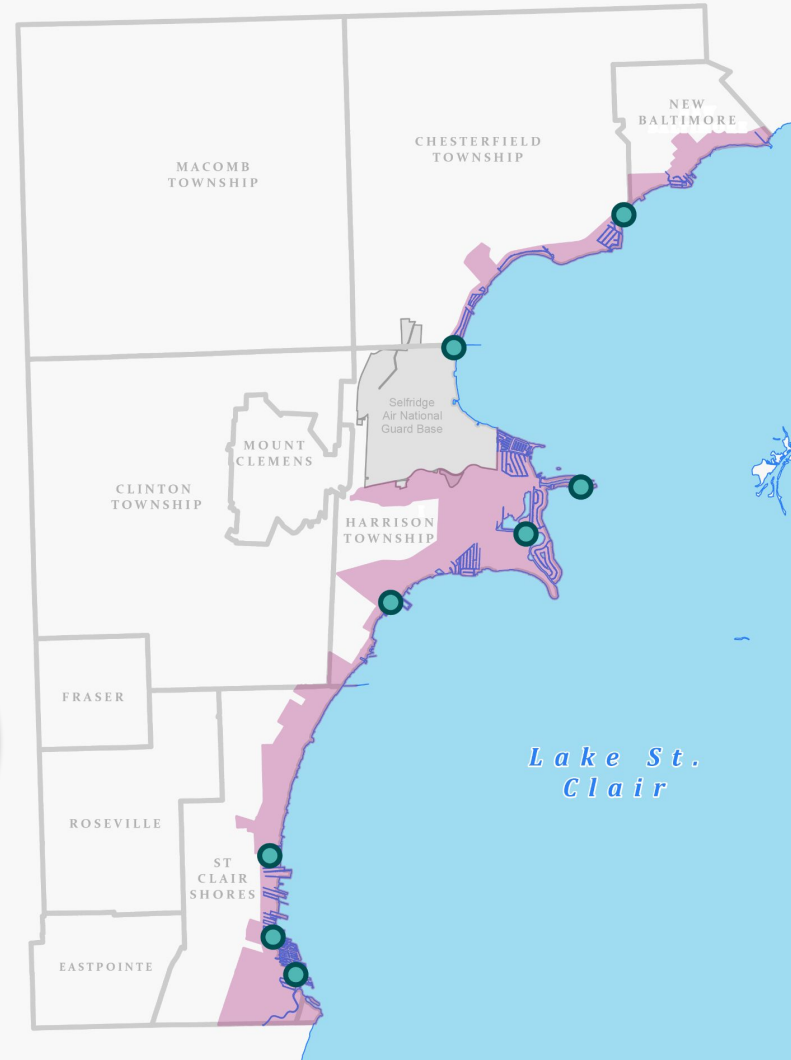 NEW
BALTIMORE
CHESTERFIELD
TOWNSHIP
MACOMB
TOWNSHIP
Selfridge
Air National
Guard Base
MOUNT
CLEMENS
CLINTON
TOWNSHIP
HARRISON
TOWNSHIP
FRASER
Lake St.
Clair
ROSEVILLE
ST
CLAIR
SHORES
EASTPOINTE